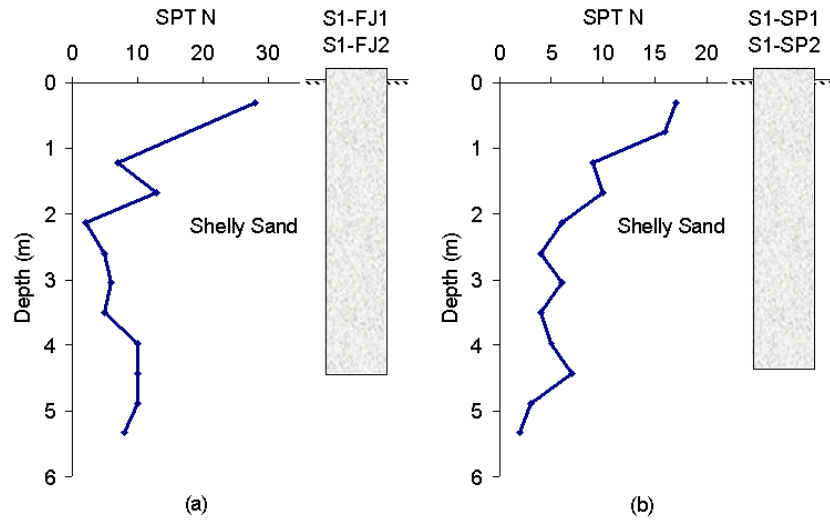 SPT N
S1-FJ1
S1-FJ2
0 10 20 30
0
1
2
3
4
5
6
Depth (m)
Shelly Sand
(a)
SPT N
S1-SP1
S1-SP2
0 5 10 15 20
0
1
2
3
4
5
6
Depth (m)
Shelly Sand
(b)